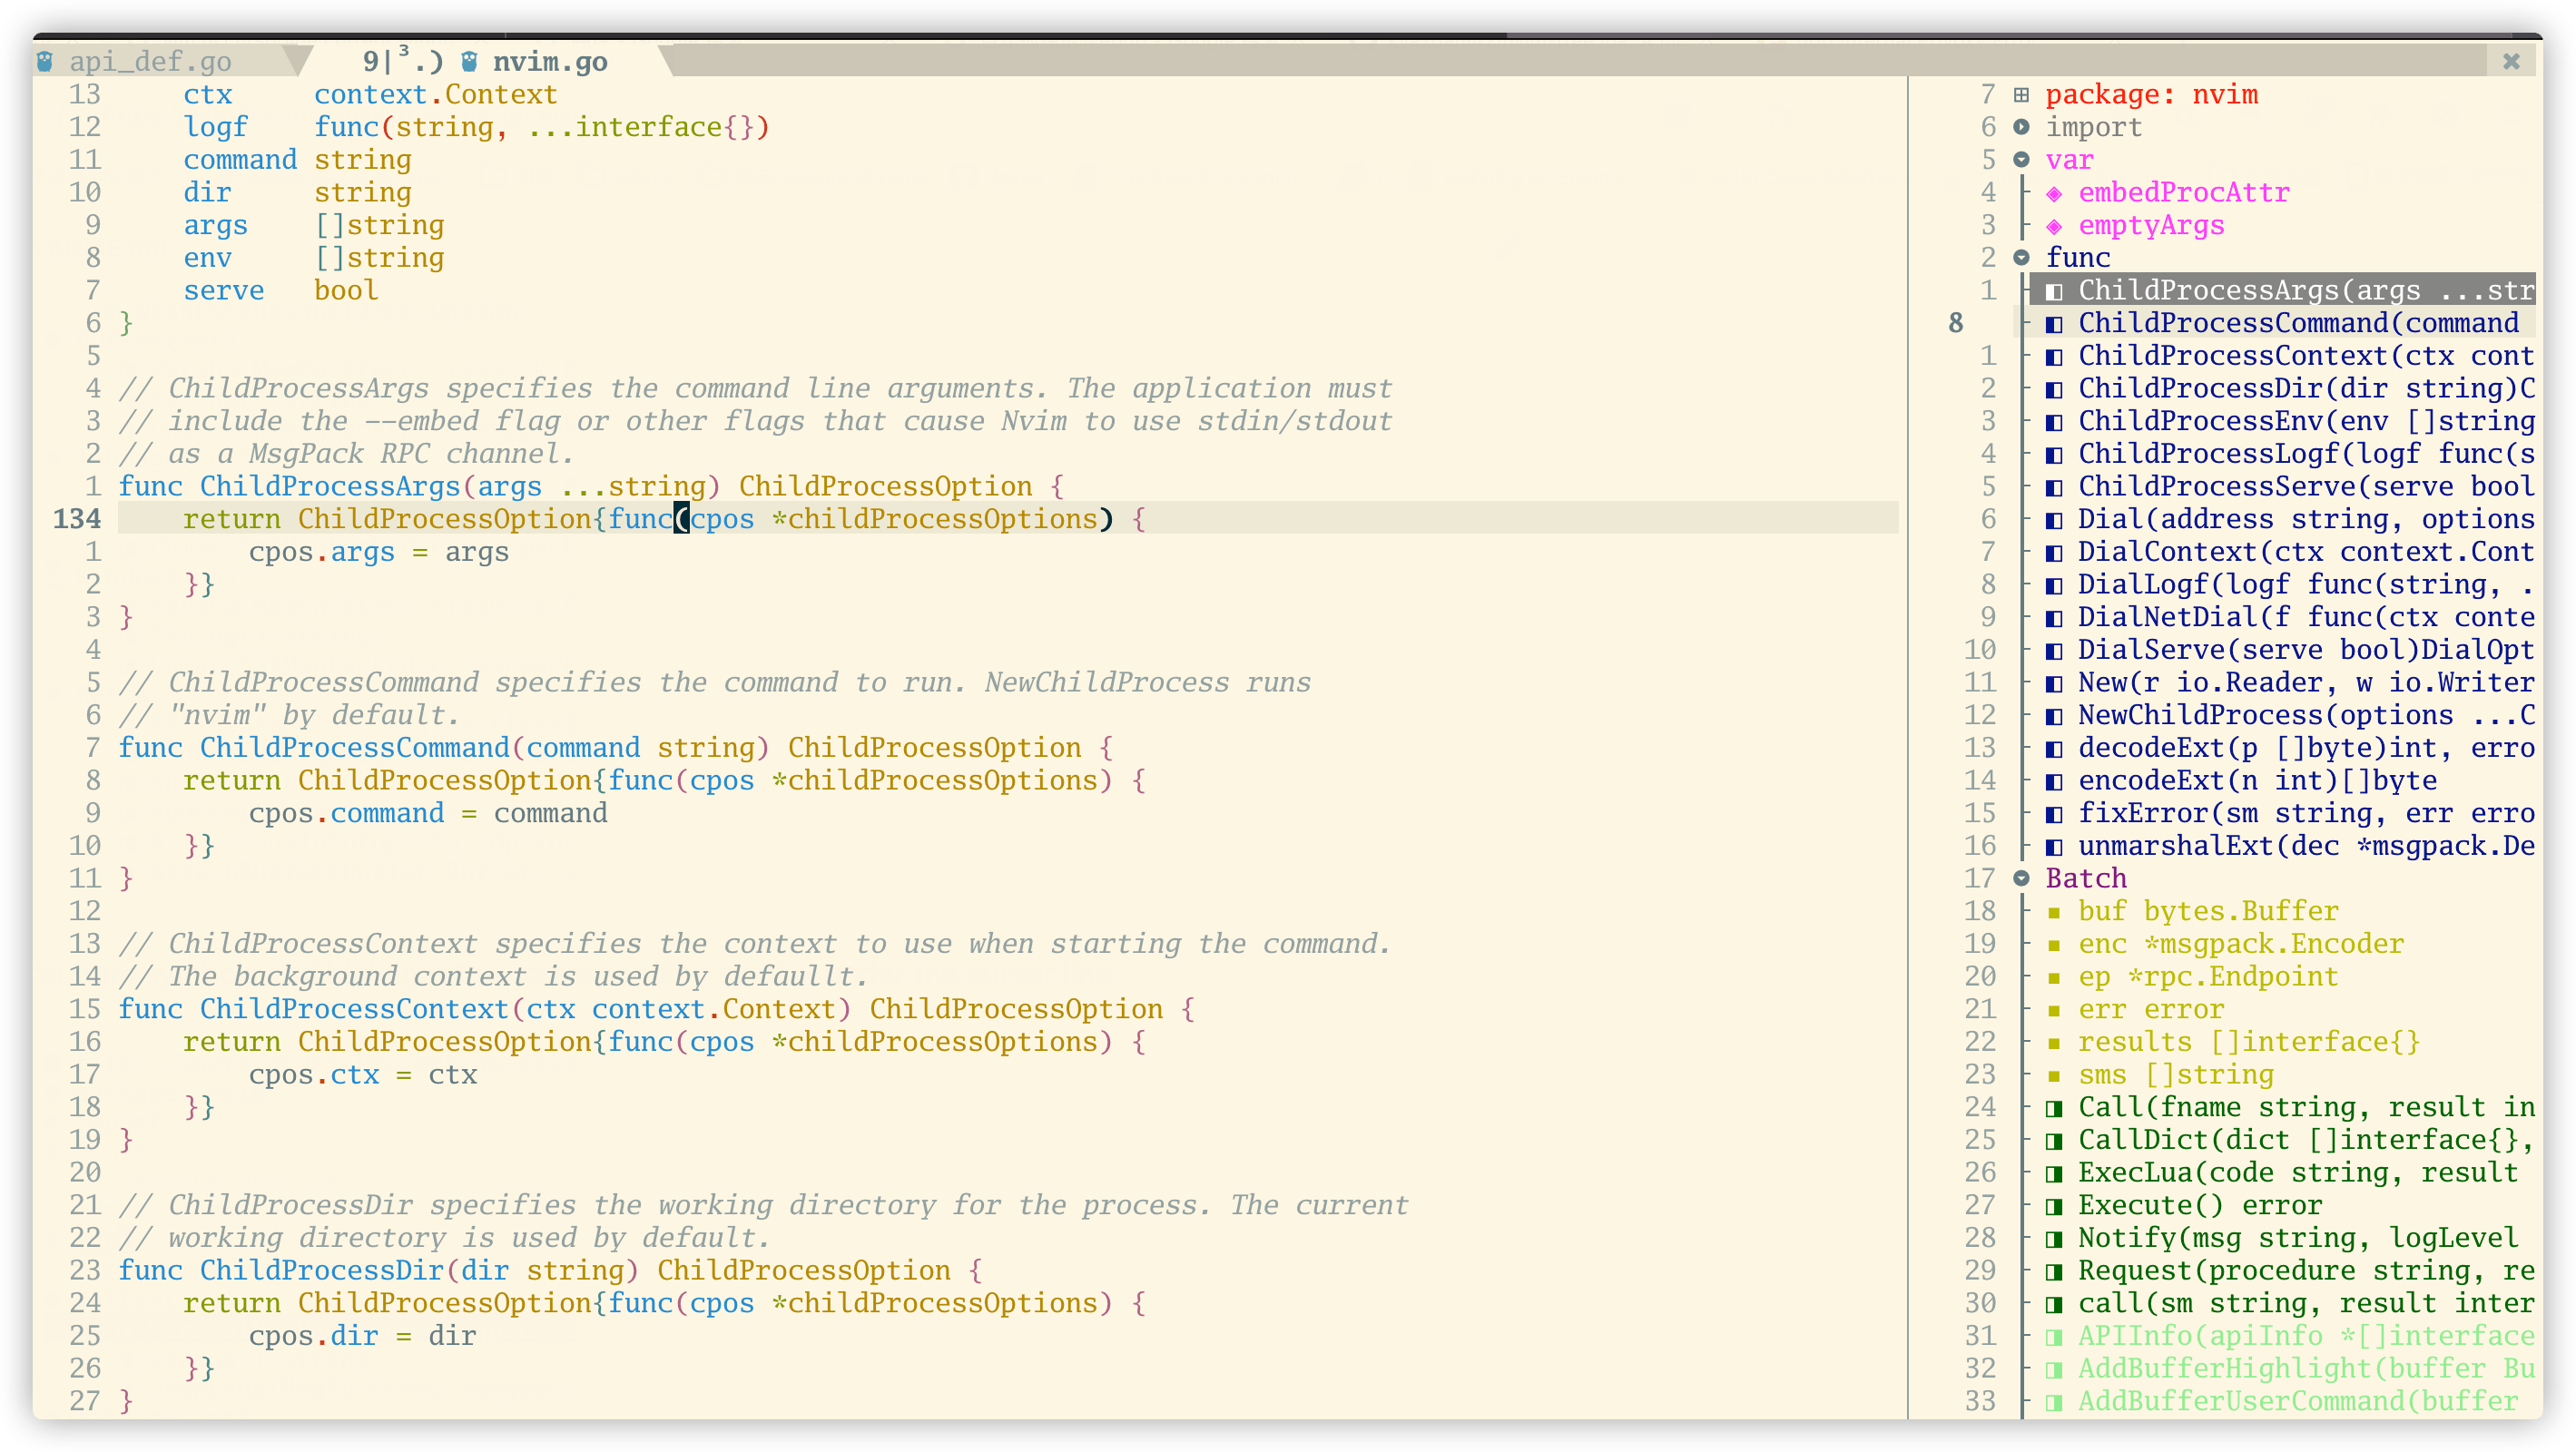 api_def.go 9|³.) nvim.go ✖
13 ctx context.Context
12 logf func(string, ...interface{})
11 command string
10 dir string
9 args []string
8 env []string
7 serve bool
6 }
5
4 // ChildProcessArgs specifies the command line arguments. The application must
3 // include the --embed flag or other flags that cause Nvim to use stdin/stdout
2 // as a MsgPack RPC channel.
1 func ChildProcessArgs(args ...string) ChildProcessOption {
134 return ChildProcessOption{func(cpos *childProcessOptions) {
1 cpos.args = args
2 }}
3 }
4
5 // ChildProcessCommand specifies the command to run. NewChildProcess runs
6 // "nvim" by default.
7 func ChildProcessCommand(command string) ChildProcessOption {
8 return ChildProcessOption{func(cpos *childProcessOptions) {
9 cpos.command = command
10 }}
11 }
12
13 // ChildProcessContext specifies the context to use when starting the command.
14 // The background context is used by defaullt.
15 func ChildProcessContext(ctx context.Context) ChildProcessOption {
16 return ChildProcessOption{func(cpos *childProcessOptions) {
17 cpos.ctx = ctx
18 }}
19 }
20
21 // ChildProcessDir specifies the working directory for the process. The current
22 // working directory is used by default.
23 func ChildProcessDir(dir string) ChildProcessOption {
24 return ChildProcessOption{func(cpos *childProcessOptions) {
25 cpos.dir = dir
26 }}
27 }
7 package: nvim
6 import
5 var
4 embedProcAttr
3 emptyArgs
2 func
1 ChildProcessArgs(args ...str
8 ChildProcessCommand(command
1 ChildProcessContext(ctx cont
2 ChildProcessDir(dir string)C
3 ChildProcessEnv(env []string
4 ChildProcessLogf(logf func(s
5 ChildProcessServe(serve bool
6 Dial(address string, options
7 DialContext(ctx context.Cont
8 DialLogf(logf func(string, .
9 DialNetDial(f func(ctx conte
10 DialServe(serve bool)DialOpt
11 New(r io.Reader, w io.Writer
12 NewChildProcess(options ...C
13 decodeExt(p []byte)int, erro
14 encodeExt(n int)[]byte
15 fixError(sm string, err erro
16 unmarshalExt(dec *msgpack.De
17 Batch
18 buf bytes.Buffer
19 enc *msgpack.Encoder
20 ep *rpc.Endpoint
21 err error
22 results []interface{}
23 sms []string
24 Call(fname string, result in
25 CallDict(dict []interface{},
26 ExecLua(code string, result
27 Execute() error
28 Notify(msg string, logLevel
29 Request(procedure string, re
30 call(sm string, result inter
31 APIInfo(apiInfo *[]interface
32 AddBufferHighlight(buffer Bu
33 AddBufferUserCommand(buffer